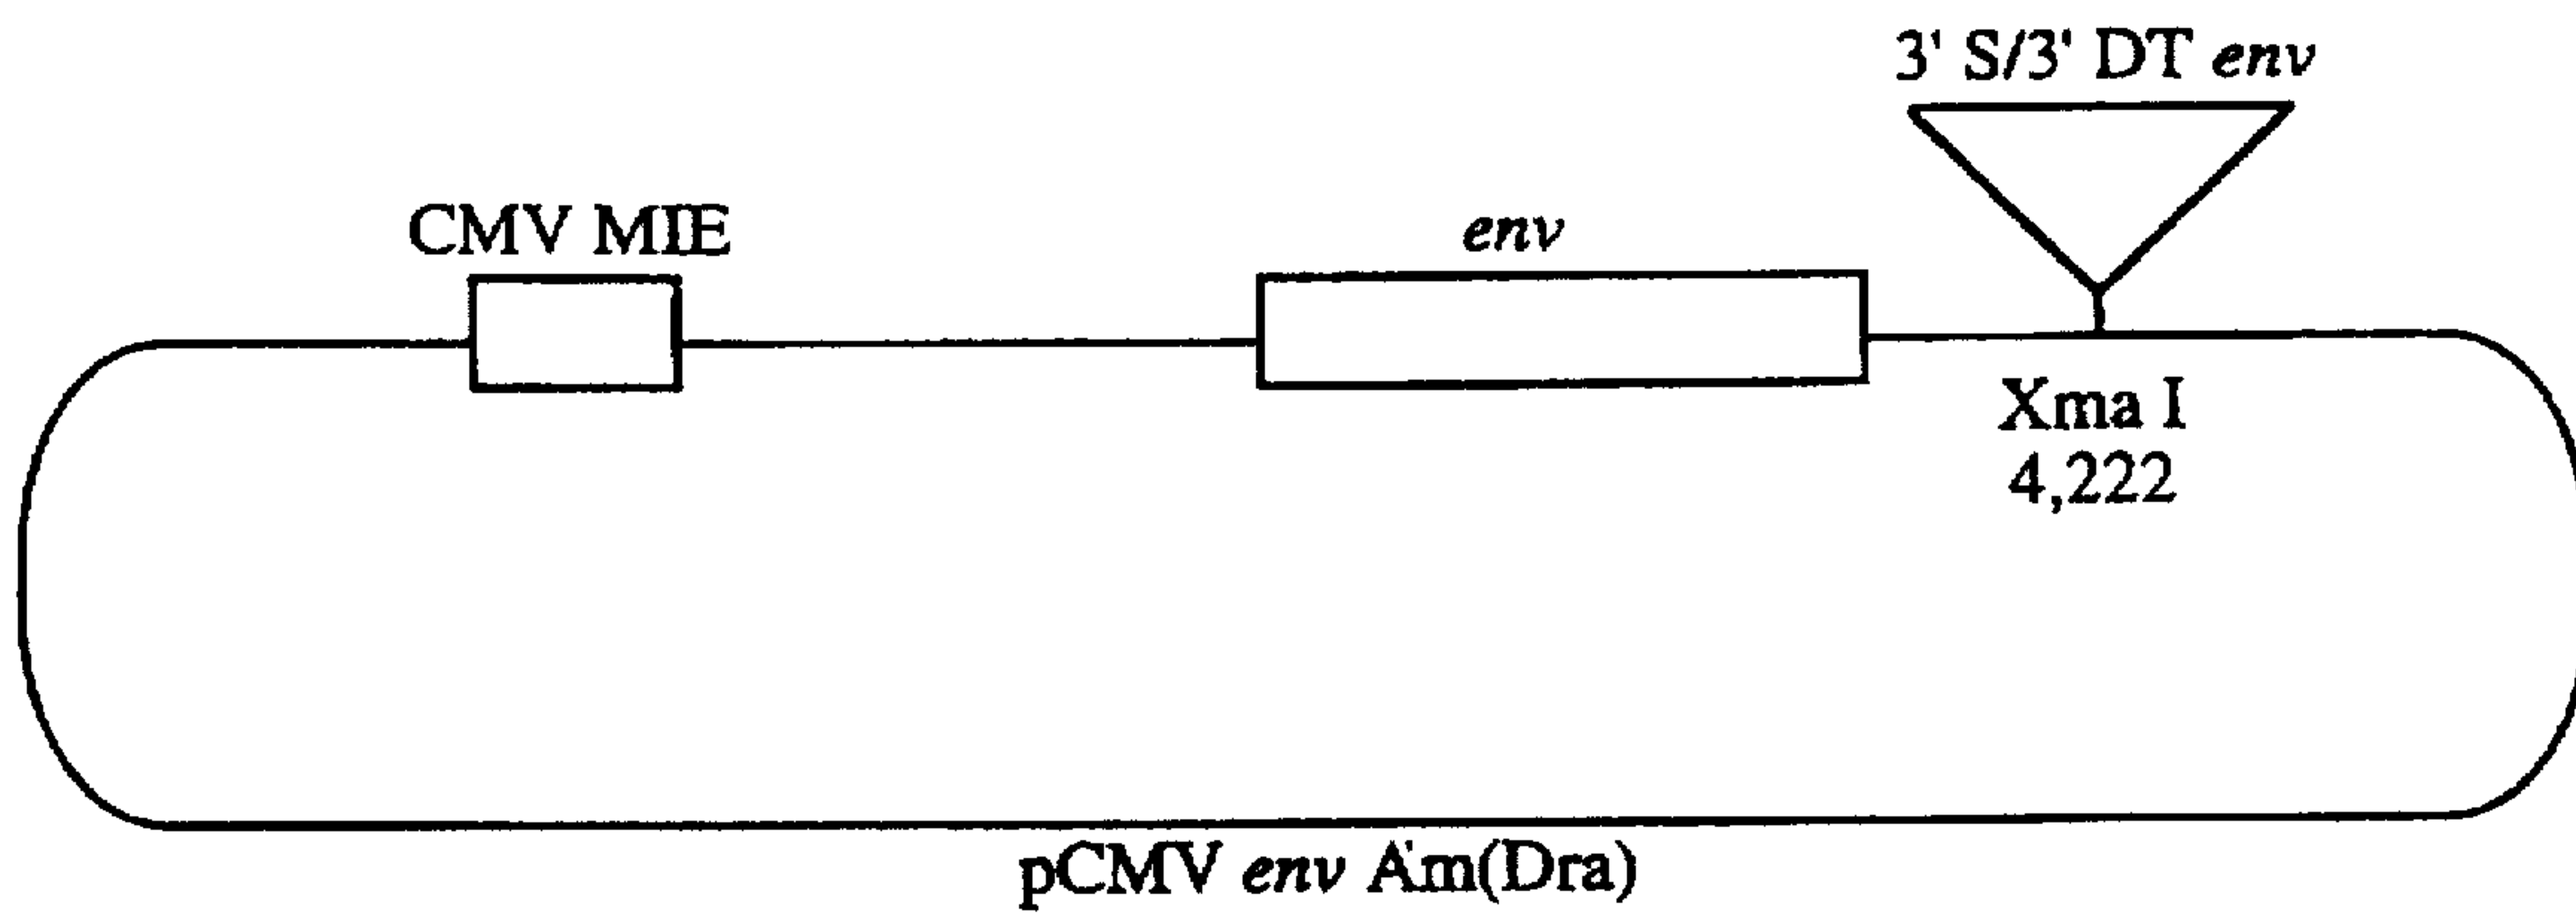 3' S/3' DT env
CMV MIE
env
Xma I
4,222
pCMV env Am(Dra)